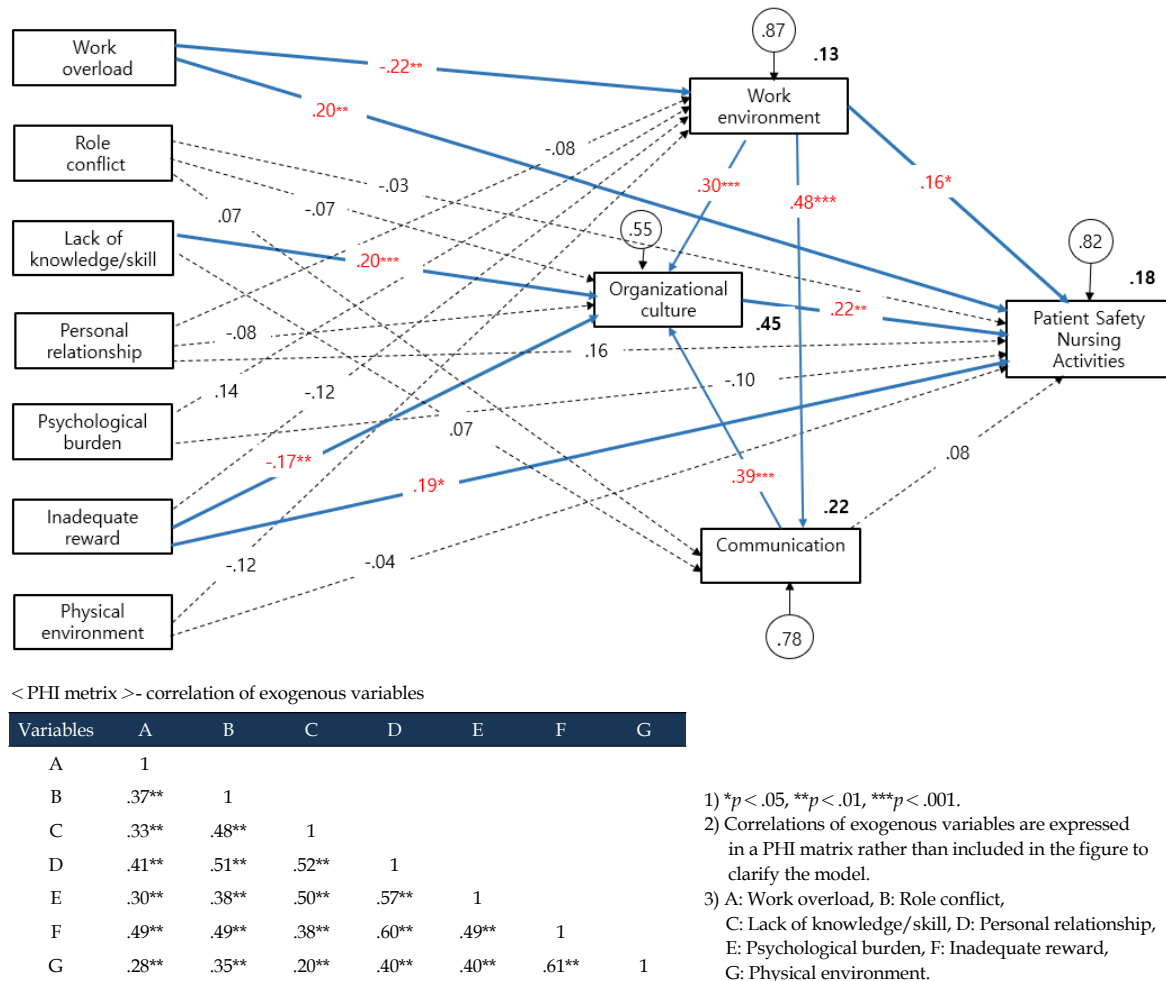 .87
.13
Work
overload
-.22**
Work
environment
.20**
Role
conflict
-.08
-.03
.16*
.30***
.48***
.07
-.07
.55
.82
Lack of
knowledge/skill
.20***
.18
Organizational
culture
.22**
Patient Safety
Nursing
Activities
.45
Personal
relationship
-.08
.16
.14
-.12
-.10
Psychological
burden
.07
.08
-.17**
.39***
.19*
Inadequate
reward
.22
Communication
-.12
-.04
Physical
environment
.78
<PHI metrix>- correlation of exogenous variables
Variables A B C D E F G
A 1
B .37** 1
C .33** .48** 1
D .41** .51** .52** 1
E .30** .38** .50** .57** 1
F .49** .49** .38** .60** .49** 1
G .28** .35** .20** .40** .40** .61** 1
1) *p<.05, **p<.01, ***p<.001.
2) Correlations of exogenous variables are expressed
in a PHI matrix rather than included in the figure to
clarify the model.
3) A: Work overload, B: Role conflict,
C: Lack of knowledge/skill, D: Personal relationship,
E: Psychological burden, F: Inadequate reward,
G: Physical environment.